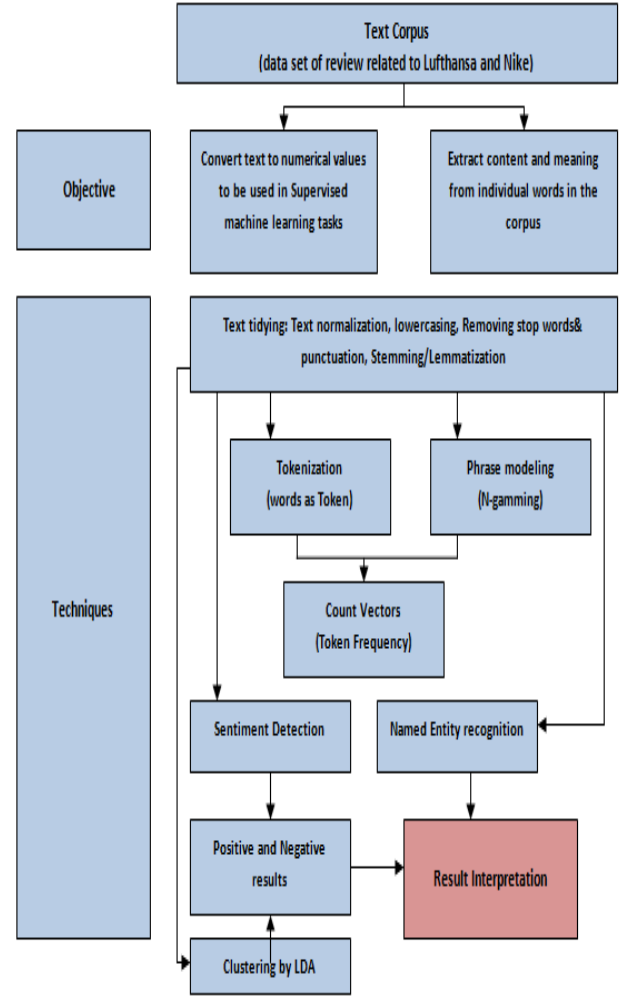 Text Corpus
(data set of review related to Lufthansa and Nike)
Objective
Convert text to numerical values
to be used in Supervised
machine learning tasks
Extract content and meaning
from individual words in the
corpus
Techniques
Text tidying: Text normalization, lowercasing, Removing stop words&
punctuation, Stemming/Lemmatization
Tokenization
(words as Token)
Phrase modeling
(N-gamming)
Count Vectors
(Token Frequency)
Sentiment Detection
Named Entity recognition
Positive and Negative
results
Result Interpretation
Clustering by LDA